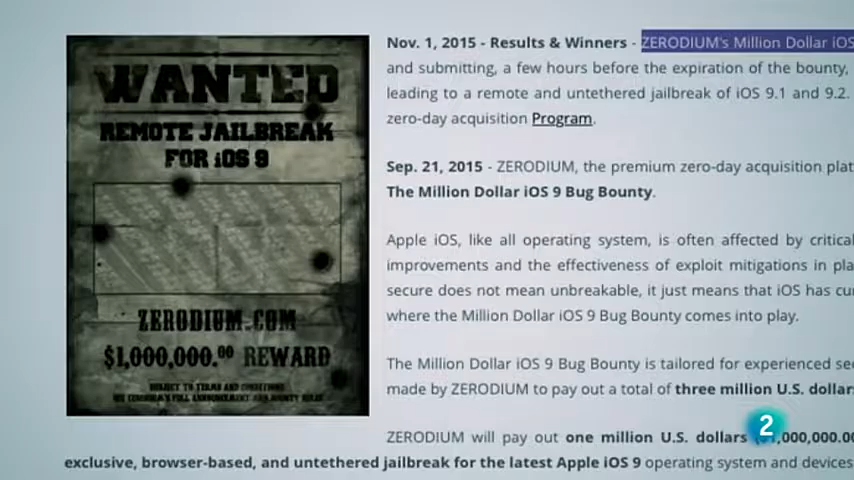 WANTED
REMOTE JAILBREAK
FOR iOS 9
ZERODIUM.COM
$1,000,000.00 REWARD
SUBJECT TO TERMS AND CONDITIONS
Nov. 1, 2015 - Results & Winners - ZERODIUM's Million Dollar iOS
and submitting, a few hours before the expiration of the bounty,
leading to a remote and untethered jailbreak of iOS 9.1 and 9.2.
zero-day acquisition Program.
Sep. 21, 2015 - ZERODIUM, the premium zero-day acquisition plat
The Million Dollar iOS 9 Bug Bounty.
Apple iOS, like all operating system, is often affected by critical
improvements and the effectiveness of exploit mitigations in pla
secure does not mean unbreakable, it just means that iOS has cu
where the Million Dollar iOS 9 Bug Bounty comes into play.
The Million Dollar iOS 9 Bug Bounty is tailored for experienced se
made by ZERODIUM to pay out a total of three million U.S. dollar
ZERODIUM will pay out one million U.S. dollars ,000,000.00
exclusive, browser-based, and untethered jailbreak for the latest Apple iOS 9 operating system and devices
2